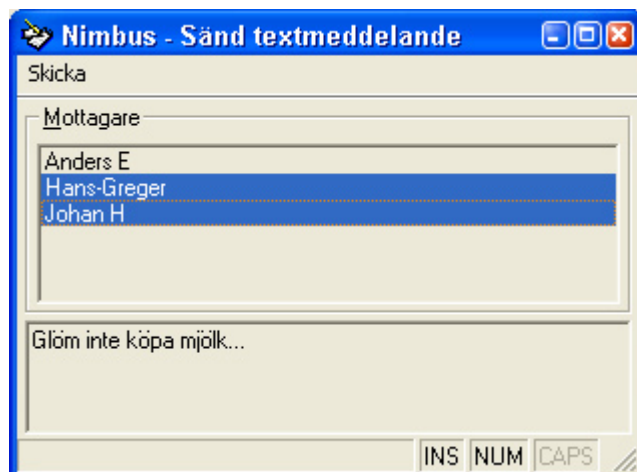 Nimbus - Sänd textmeddelande
Skicka
Mottagare
Anders E
Hans-Greger
Johan H
Glöm inte köpa mjölk...
INS NUM CAPS